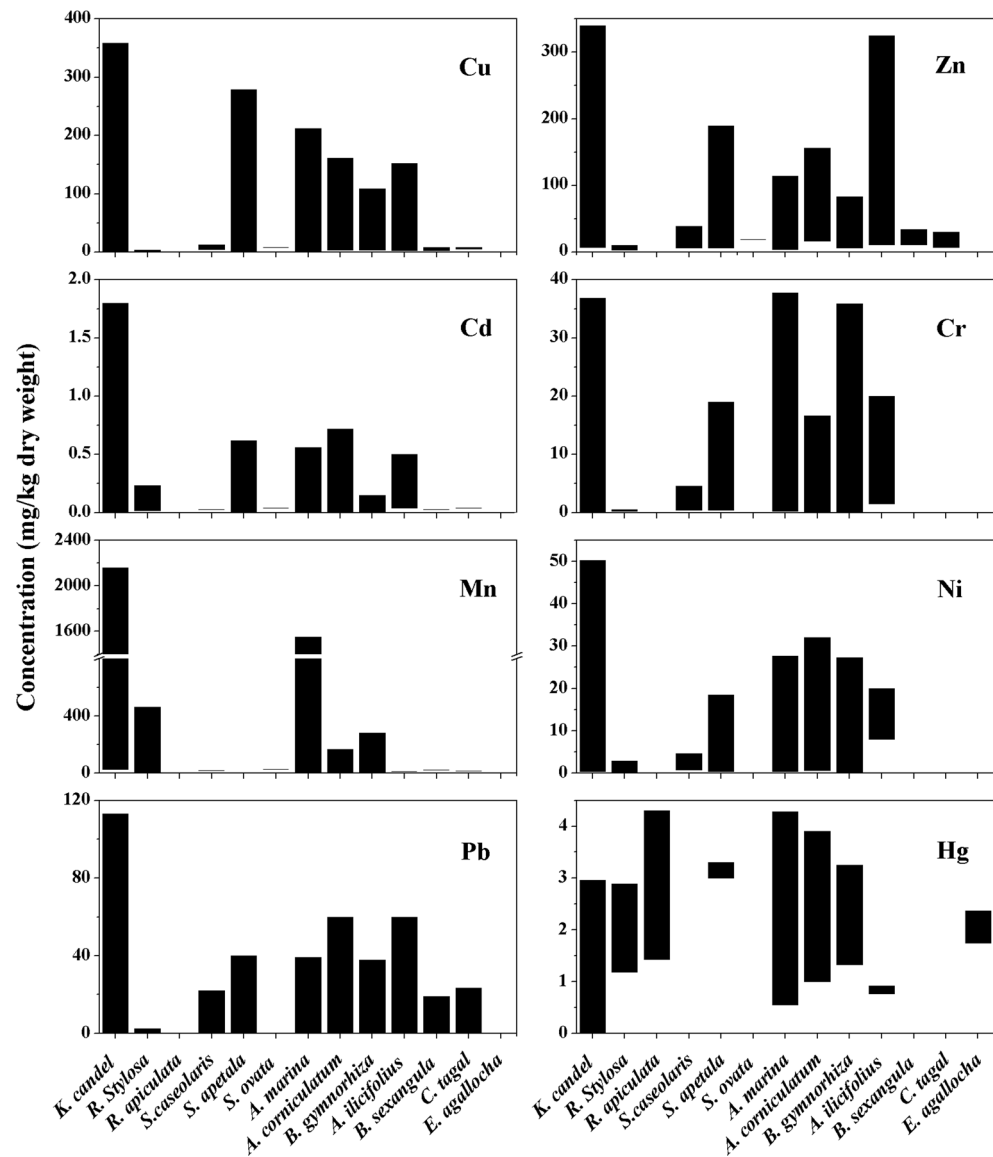 Concentration (mg/kg dry weight)
400
300
200
100
0
Cu
300
200
100
0
Zn
2.0
1.5
1.0
0.5
0.0
Cd
40
30
20
10
0
Cr
2400
2000
1600
400
0
Mn
50
40
30
20
10
0
Ni
120
80
40
0
Pb
4
3
2
1
0
Hg
K. candel
R. Stylosa
R. apiculata
S.caseolaris
S. apetala
S. ovata
A. marina
A. corniculatum
B. gymnorhiza
A. ilicifolius
B. sexangula
C. tagal
E. agallocha
K. candel
R. Stylosa
R. apiculata
S.caseolaris
S. apetala
S. ovata
A. marina
A. corniculatum
B. gymnorhiza
A. ilicifolius
B. sexangula
C. tagal
E. agallocha